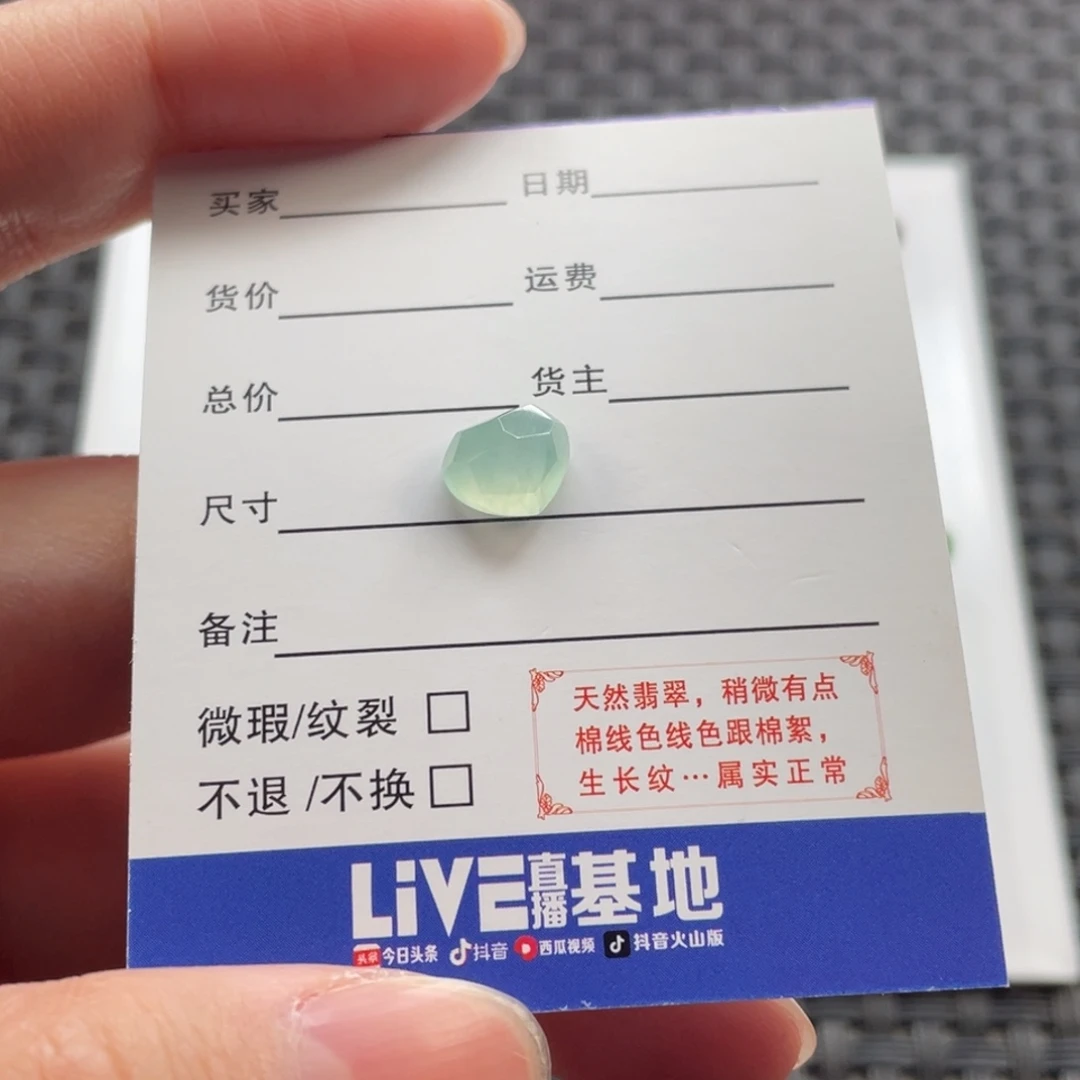 买家 日期
货价 运费
总价 货主
尺寸
备注
微瑕/纹裂
不退/不换
天然翡翠，稍微有点
棉线色线色跟棉絮，
生长纹…属实正常
LiVE直播基地
头条 今日头条 抖音 西瓜视频 抖音火山版